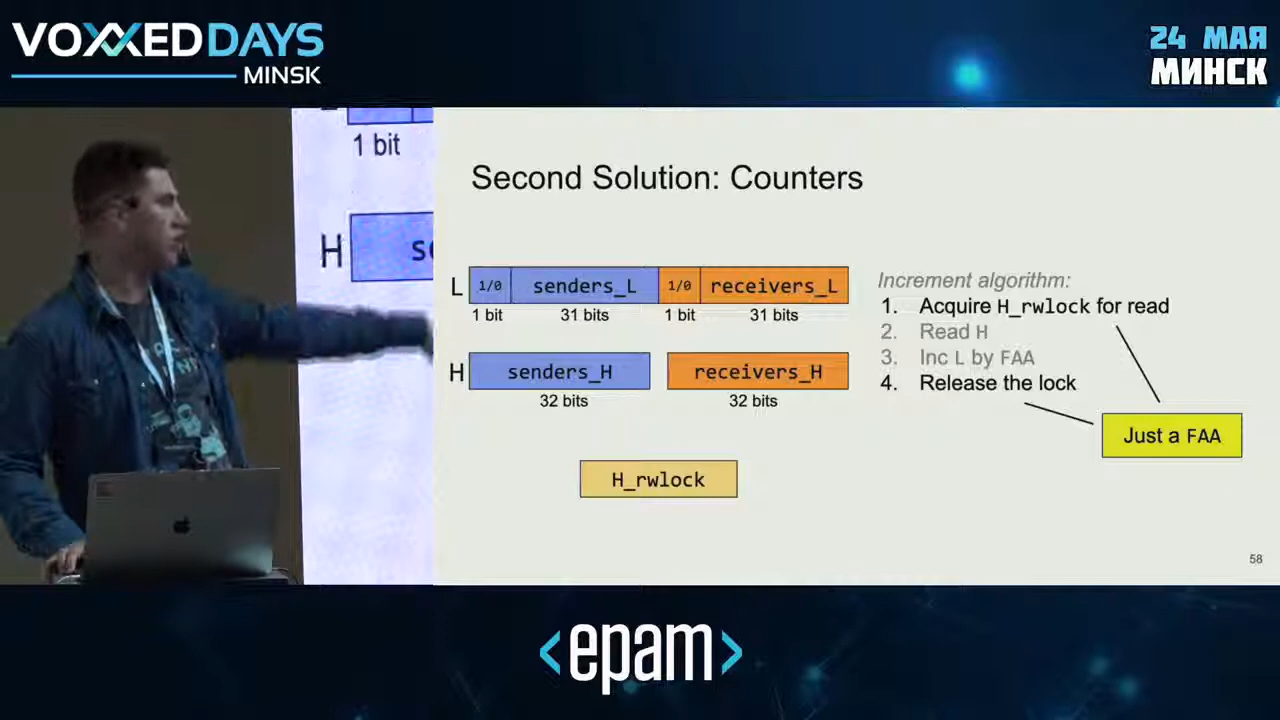 VOXXED DAYS
MINSK
24 МАЯ
МИНСК
1 bit
H
Second Solution: Counters
L 1/0 senders_L 1/0 receivers_L
1 bit 31 bits 1 bit 31 bits
H senders_H receivers_H
32 bits 32 bits
H_rwlock
Increment algorithm:
1. Acquire H_rwlock for read
2. Read H
3. Inc L by FAA
4. Release the lock
Just a FAA
58
<epam>